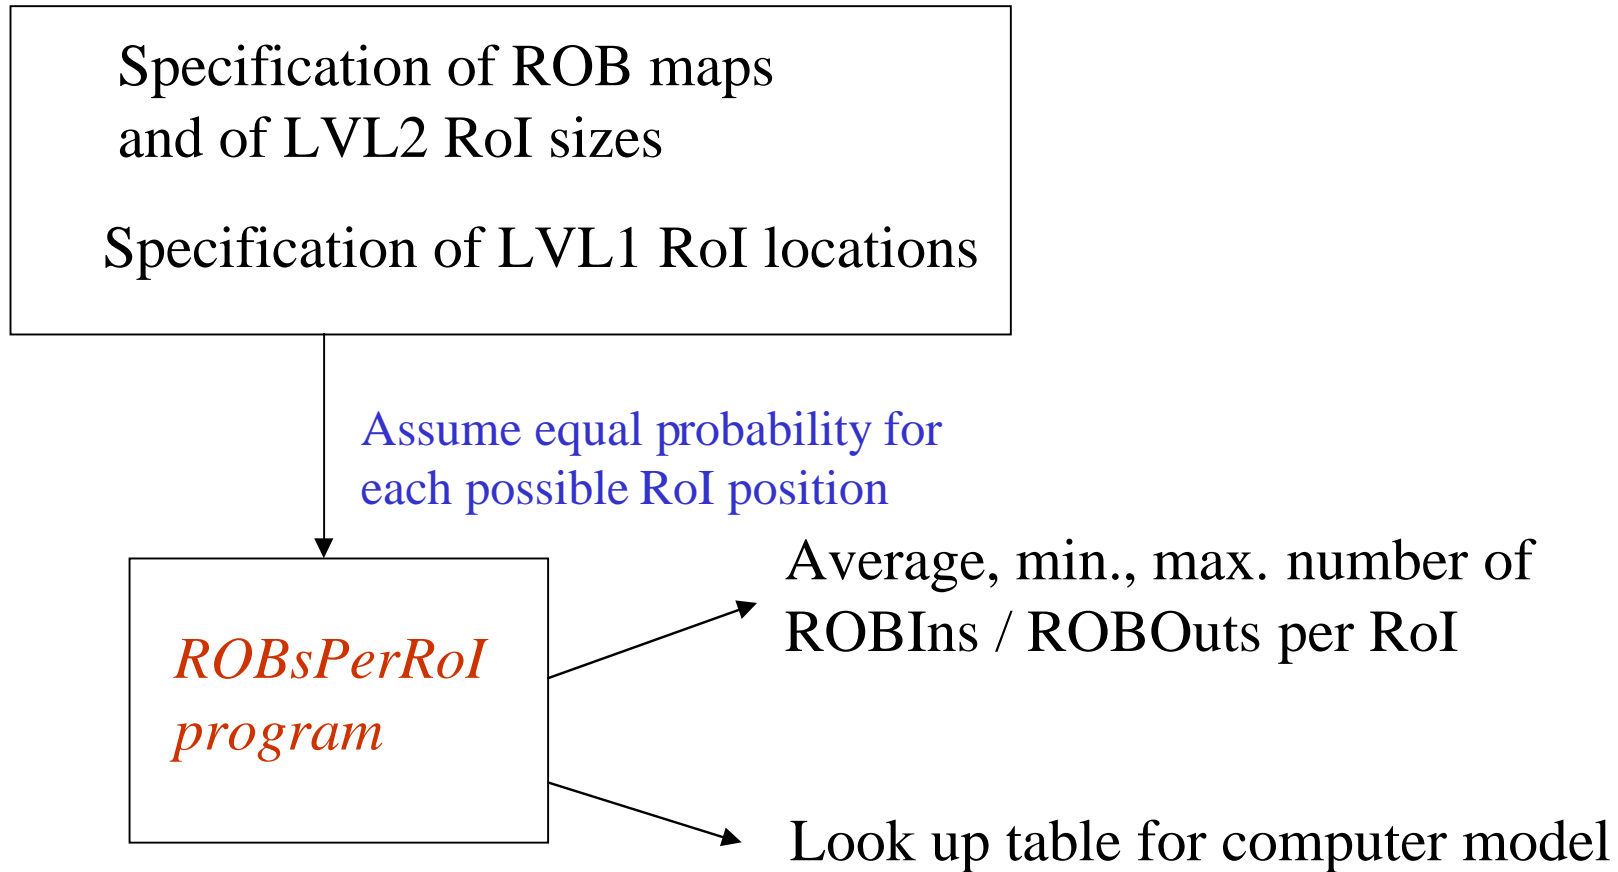 Specification of ROB maps
and of LVL2 RoI sizes
Specification of LVL1 RoI locations
Assume equal probability for
each possible RoI position
ROBsPerRoI
program
Average, min., max. number of
ROBIns / ROBOuts per RoI
Look up table for computer model